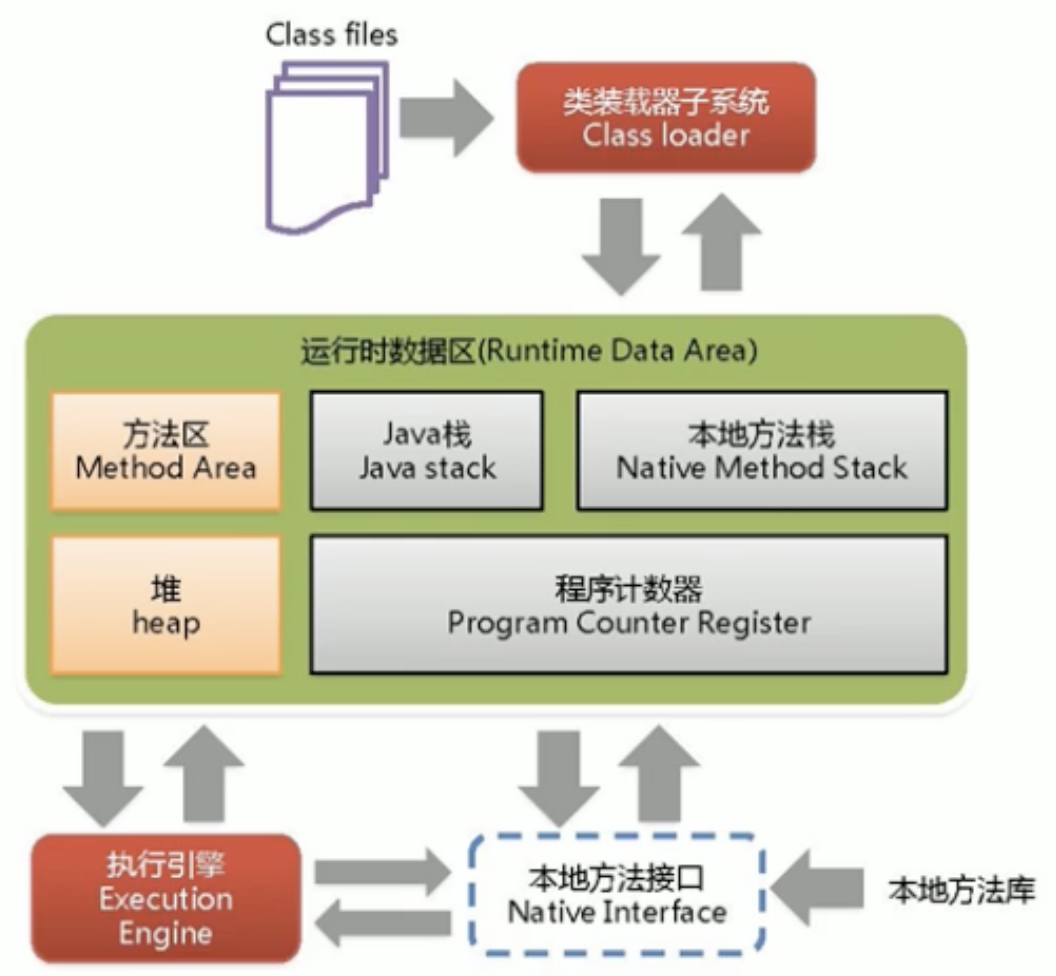 Class files
类装载器子系统
Class loader
运行时数据区(Runtime Data Area)
方法区
Method Area
Java栈
Java stack
本地方法栈
Native Method Stack
堆
heap
程序计数器
Program Counter Register
执行引擎
Execution
Engine
本地方法接口
Native Interface
本地方法库